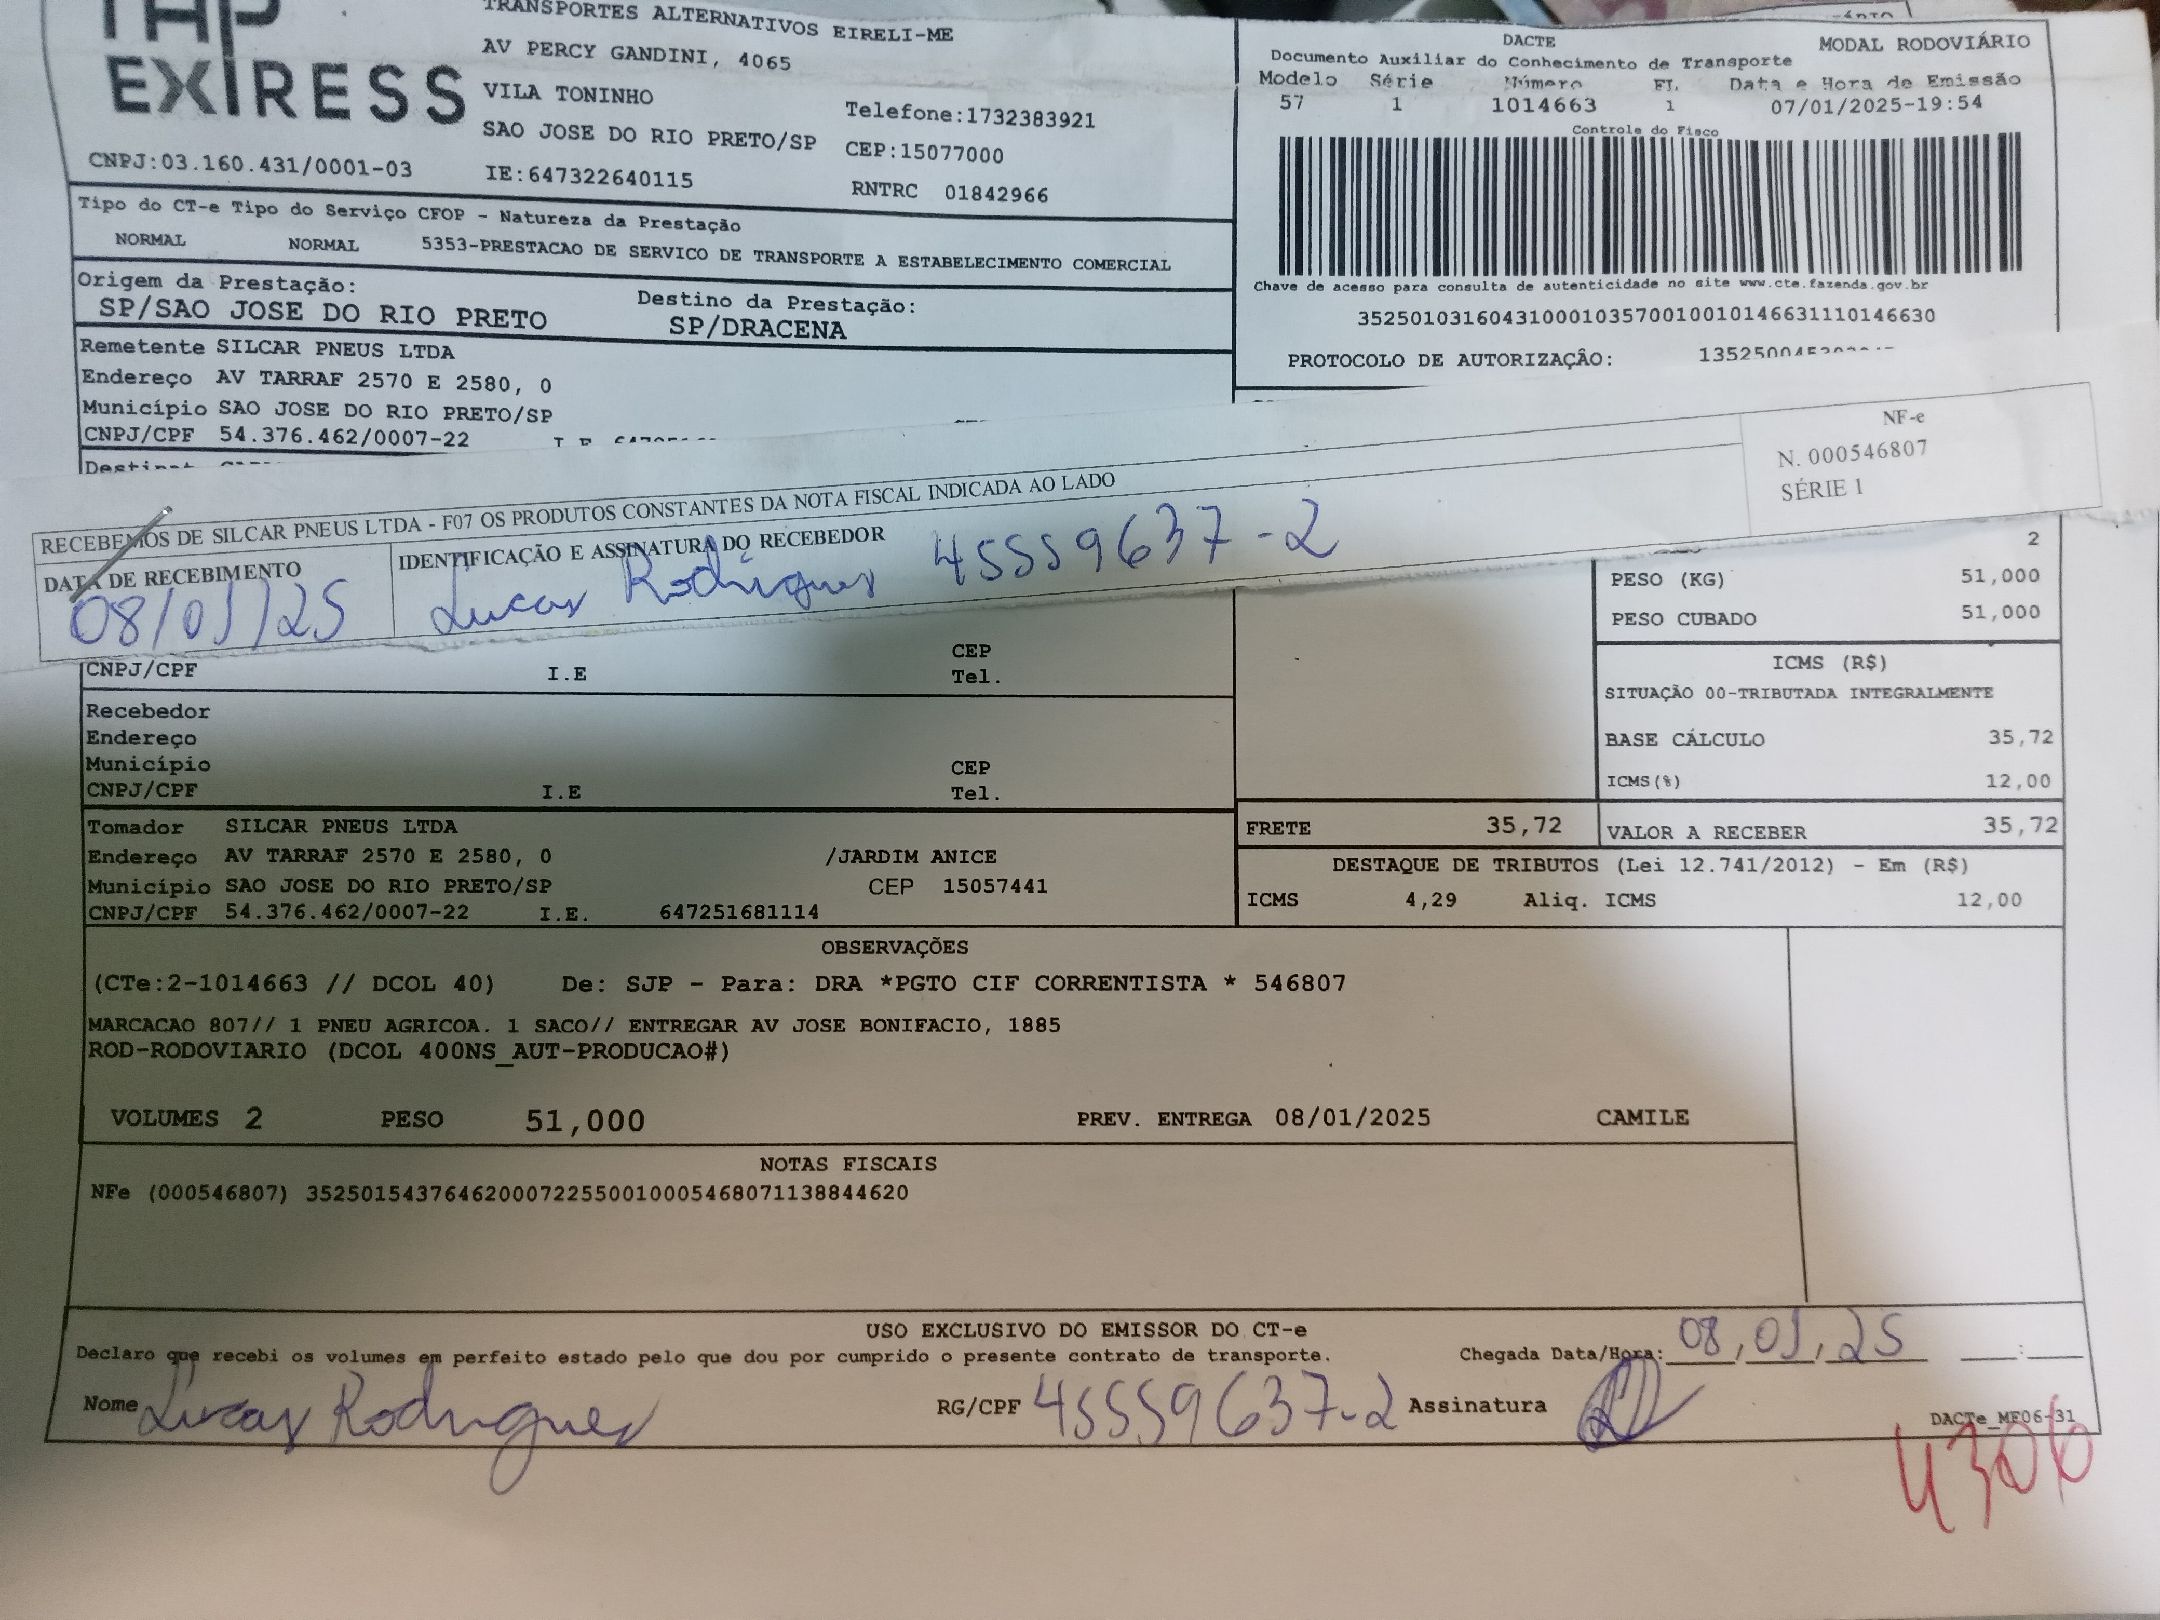 EXPRESS
TRANSPORTES ALTERNATIVOS EIRELI-ME
AV PERCY GANDINI, 4065
VILA TONINHO
SAO JOSE DO RIO PRETO/SP
Telefone:1732383921
CEP:15077000
CNPJ:03.160.431/0001-03
IE:647322640115
RNTRC 01842966
DACTE
MODAL RODOVIÁRIO
Documento Auxiliar do Conhecimento de Transporte
Modelo Série Número FL Data e Hora de Emissão
57 1 1014663 1 07/01/2025-19:54
Controle do Fisco
Chave de acesso para consulta de autenticidade no site www.cte.fazenda.gov.br
35250103160431000103570010010146631110146630
PROTOCOLO DE AUTORIZAÇÃO:
Tipo do CT-e Tipo do Serviço CFOP - Natureza da Prestação
NORMAL NORMAL 5353-PRESTACAO DE SERVICO DE TRANSPORTE A ESTABELECIMENTO COMERCIAL
Origem da Prestação:
SP/SAO JOSE DO RIO PRETO
Destino da Prestação:
SP/DRACENA
Remetente SILCAR PNEUS LTDA
Endereço AV TARRAF 2570 E 2580, 0
Município SAO JOSE DO RIO PRETO/SP
CNPJ/CPF 54.376.462/0007-22
RECEBEMOS DE SILCAR PNEUS LTDA - F07 OS PRODUTOS CONSTANTES DA NOTA FISCAL INDICADA AO LADO
NF-e
N. 000546807
SÉRIE 1
DATA DE RECEBIMENTO
08/01/25
IDENTIFICAÇÃO E ASSINATURA DO RECEBEDOR
Lucas Rodrigues 45559637-2
2
PESO (KG) 51,000
PESO CUBADO 51,000
CEP
CNPJ/CPF I.E Tel.
Recebedor
Endereço
Município CEP
CNPJ/CPF I.E Tel.
ICMS (R$)
SITUAÇÃO 00-TRIBUTADA INTEGRALMENTE
BASE CÁLCULO 35,72
ICMS(%) 12,00
Tomador SILCAR PNEUS LTDA
Endereço AV TARRAF 2570 E 2580, 0 /JARDIM ANICE
Município SAO JOSE DO RIO PRETO/SP CEP 15057441
CNPJ/CPF 54.376.462/0007-22 I.E. 647251681114
FRETE 35,72 VALOR A RECEBER 35,72
DESTAQUE DE TRIBUTOS (Lei 12.741/2012) - Em (R$)
ICMS 4,29 Aliq. ICMS 12,00
OBSERVAÇÕES
(CTe:2-1014663 // DCOL 40) De: SJP - Para: DRA *PGTO CIF CORRENTISTA * 546807
MARCACAO 807// 1 PNEU AGRICOA. 1 SACO// ENTREGAR AV JOSE BONIFACIO, 1885
ROD-RODOVIARIO (DCOL 400NS_AUT-PRODUCAO#)
VOLUMES 2 PESO 51,000 PREV. ENTREGA 08/01/2025 CAMILE
NOTAS FISCAIS
NFe (000546807) 35250154376462000722550010005468071138844620
USO EXCLUSIVO DO EMISSOR DO CT-e
Declaro que recebi os volumes em perfeito estado pelo que dou por cumprido o presente contrato de transporte.
Chegada Data/Hora: 08,01,25 :
Nome Lucas Rodrigues RG/CPF 45559637-2 Assinatura
DACTe_MF06-31
4306